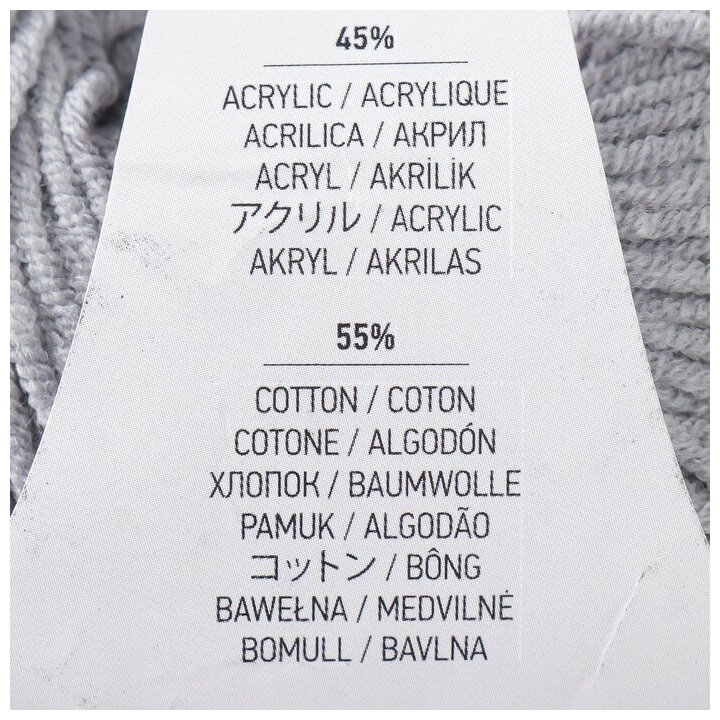 45%
ACRYLIC / ACRYLIQUE
ACRILICA / АКРИЛ
ACRYL / AKRİLİK
アクリル / ACRYLIC
AKRYL / AKRILAS
55%
COTTON / COTON
COTONE / ALGODÓN
ХЛОПОК / BAUMWOLLE
PAMUK / ALGODÃO
コットン / BÔNG
BAWEŁNA / MEDVILNĖ
BOMULL / BAVLNA